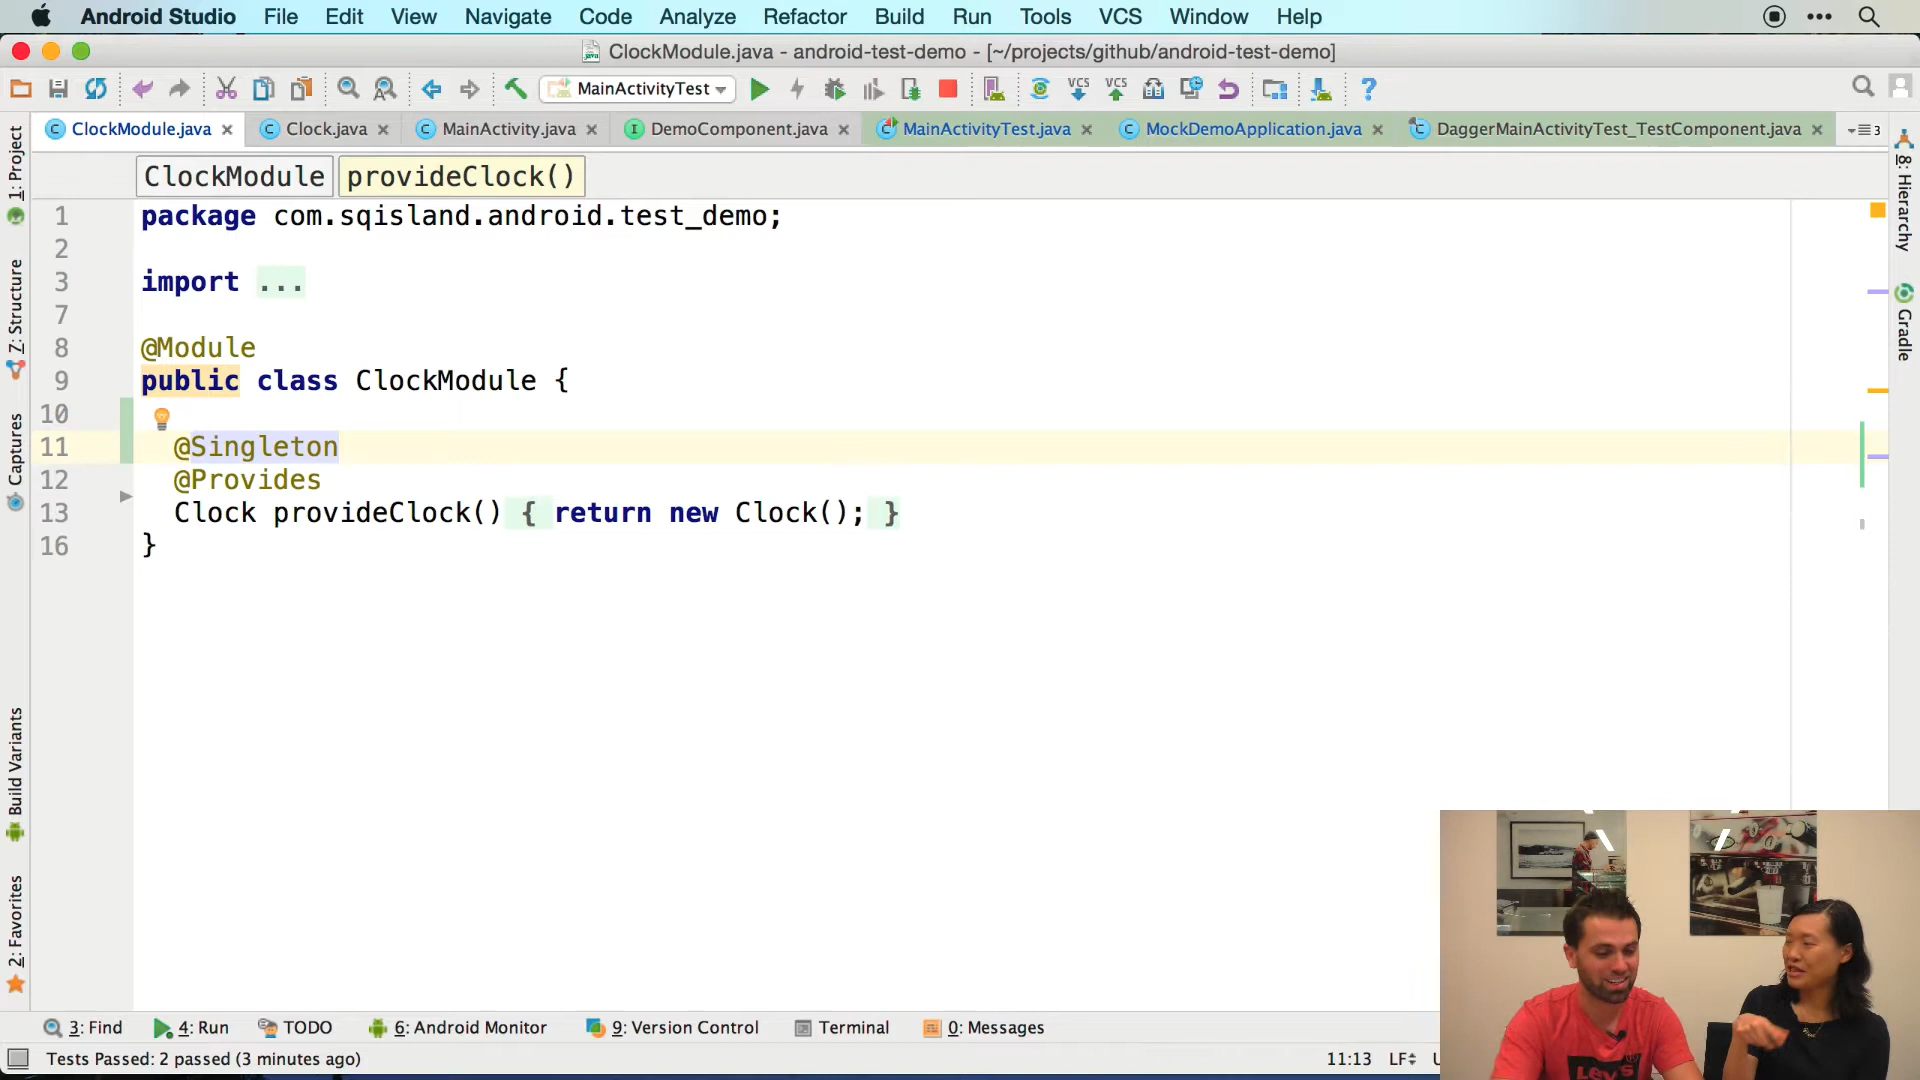 Android Studio File Edit View Navigate Code Analyze Refactor Build Run Tools VCS Window Help
ClockModule.java - android-test-demo - [~/projects/github/android-test-demo]
MainActivityTest VCS VCS ?
ClockModule.java Clock.java MainActivity.java DemoComponent.java MainActivityTest.java MockDemoApplication.java DaggerMainActivityTest_TestComponent.java 3
ClockModule provideClock()
1 package com.sqisland.android.test_demo;
2
3 import ...
7
8 @Module
9 public class ClockModule {
10
11 @Singleton
12 @Provides
13 Clock provideClock() { return new Clock(); }
16 }
1: Project
7: Structure
Captures
Build Variants
2: Favorites
8: Hierarchy
Gradle
3: Find 4: Run TODO 6: Android Monitor 9: Version Control Terminal 0: Messages
Tests Passed: 2 passed (3 minutes ago) 11:13 LF
Levi's